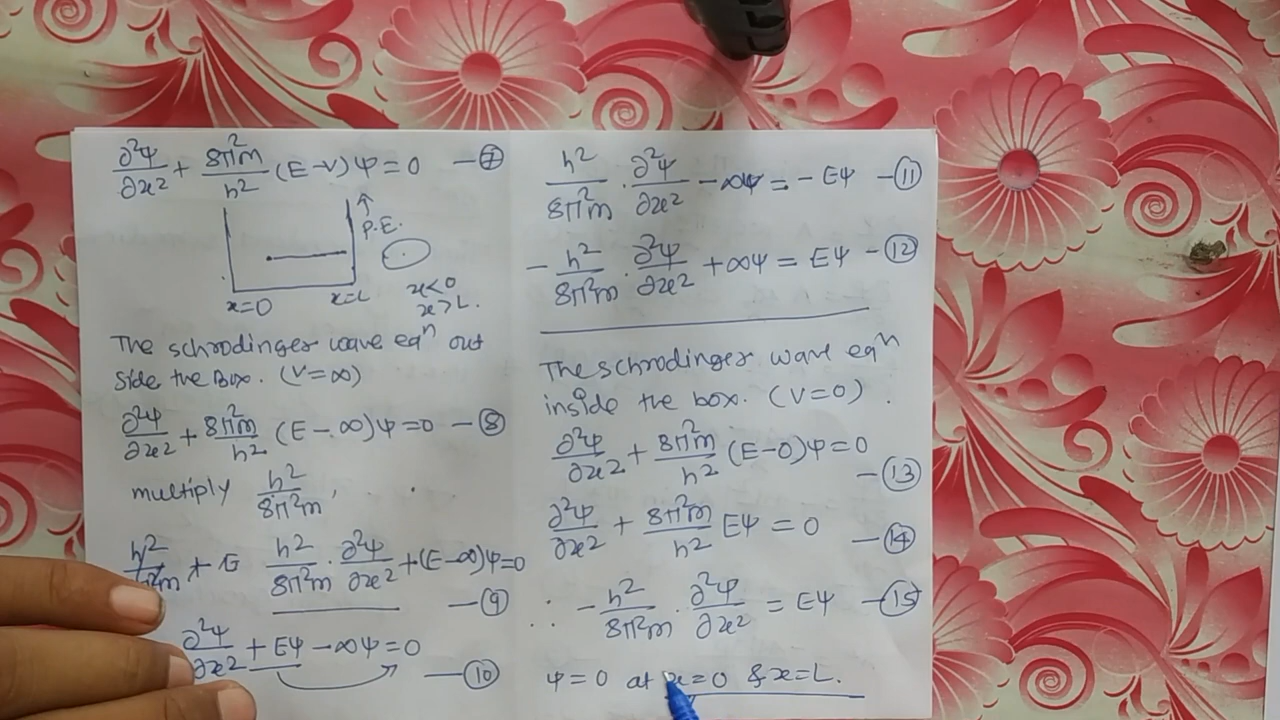 ∂²ψ/∂x² + 8π²m/h² (E-V)ψ = 0 —⑦
↑
P.E.
x=0 x=L
x<0
x>L.
The schrodinger wave eqⁿ out
side the Box. (V=∞)
∂²ψ/∂x² + 8π²m/h² (E-∞)ψ=0 —⑧
multiply h²/8π²m,
h²/8π²m · ∂²ψ/∂x² + (E-∞)ψ=0
—⑨
∂²ψ/∂x² + Eψ - ∞ψ = 0
—⑩
h²/8π²m · ∂²ψ/∂x² - ∞ψ = - Eψ —⑪
- h²/8π²m · ∂²ψ/∂x² + ∞ψ = Eψ —⑫
The schrodinger wave eqⁿ
inside the box. (V=0).
∂²ψ/∂x² + 8π²m/h² (E-0)ψ=0
—⑬
∂²ψ/∂x² + 8π²m/h² Eψ = 0
—⑭
∴ - h²/8π²m · ∂²ψ/∂x² = Eψ —⑮
ψ = 0 at x=0 & x=L.